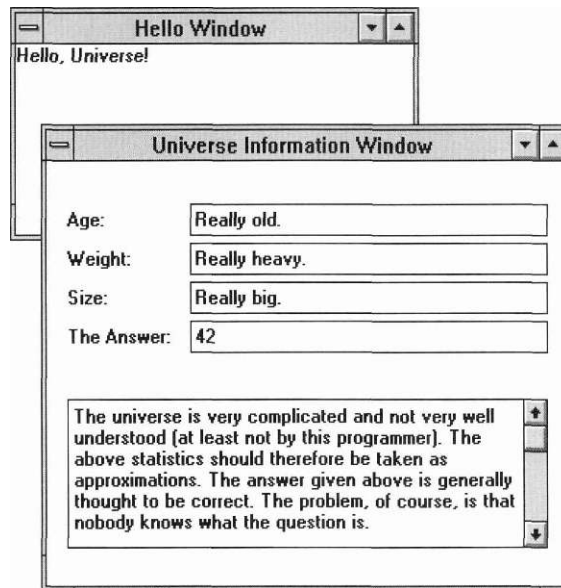 Hello Window
Hello, Universe!
Universe Information Window
Age: Really old.
Weight: Really heavy.
Size: Really big.
The Answer: 42
The universe is very complicated and not very well
understood (at least not by this programmer). The
above statistics should therefore be taken as
approximations. The answer given above is generally
thought to be correct. The problem, of course, is that
nobody knows what the question is.